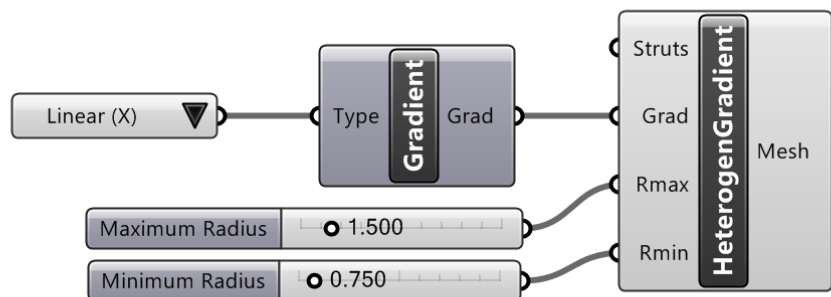 Linear (X)
Type
Gradient
Grad
Struts
Grad
Rmax
Rmin
HeterogenGradient
Mesh
Maximum Radius
1.500
Minimum Radius
0.750